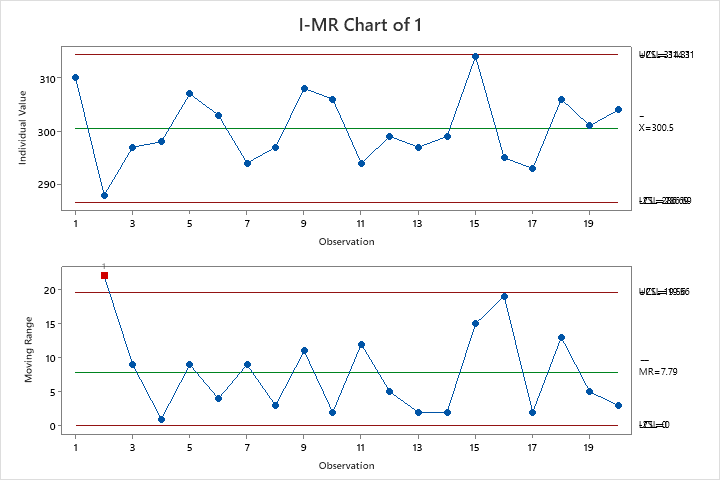 I-MR Chart of 1
310
300
290
Individual Value
X=300.5
1 3 5 7 9 11 13 15 17 19
Observation
1
20
15
10
5
0
Moving Range
MR=7.79
1 3 5 7 9 11 13 15 17 19
Observation